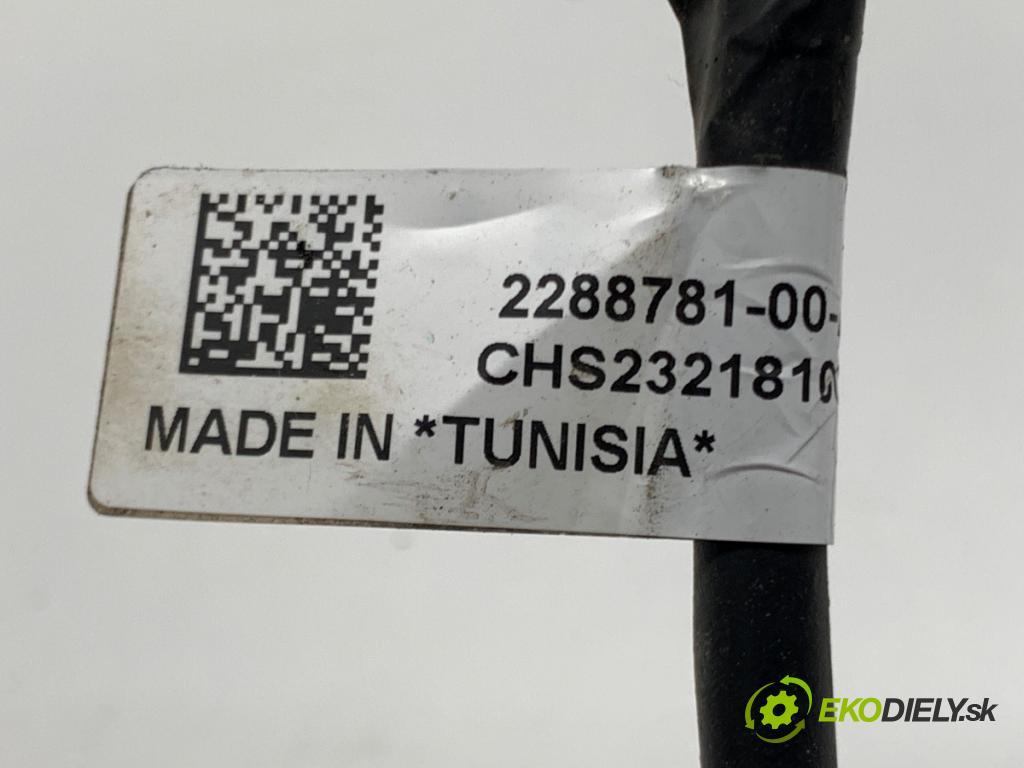 2288781-00-
CHS2321810
MADE IN *TUNISIA*
EKODIELY.sk